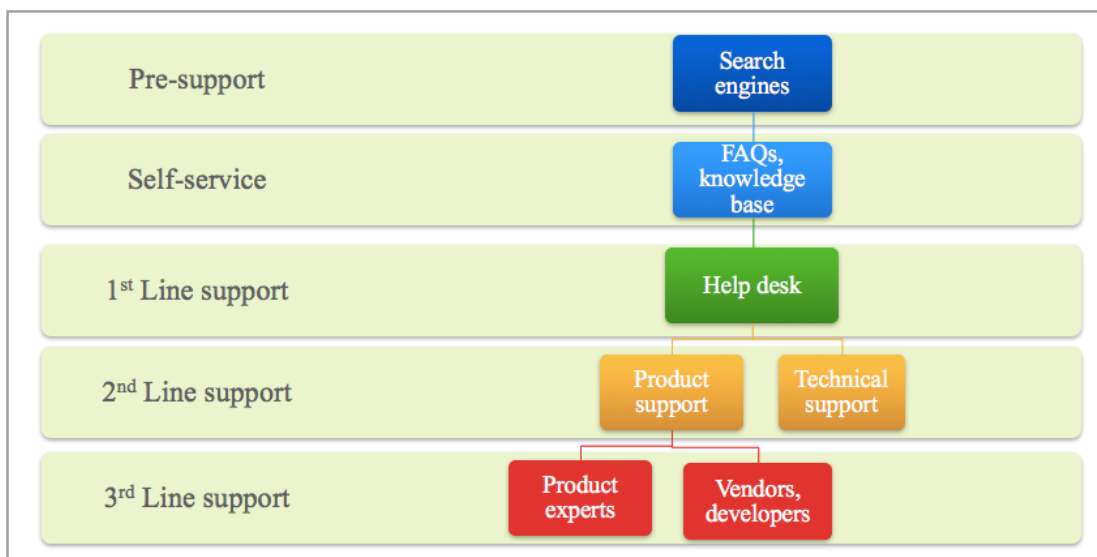 Pre-support
Search
engines
Self-service
FAQs,
knowledge
base
1st Line support
Help desk
2nd Line support
Product
support
Technical
support
3rd Line support
Product
experts
Vendors,
developers